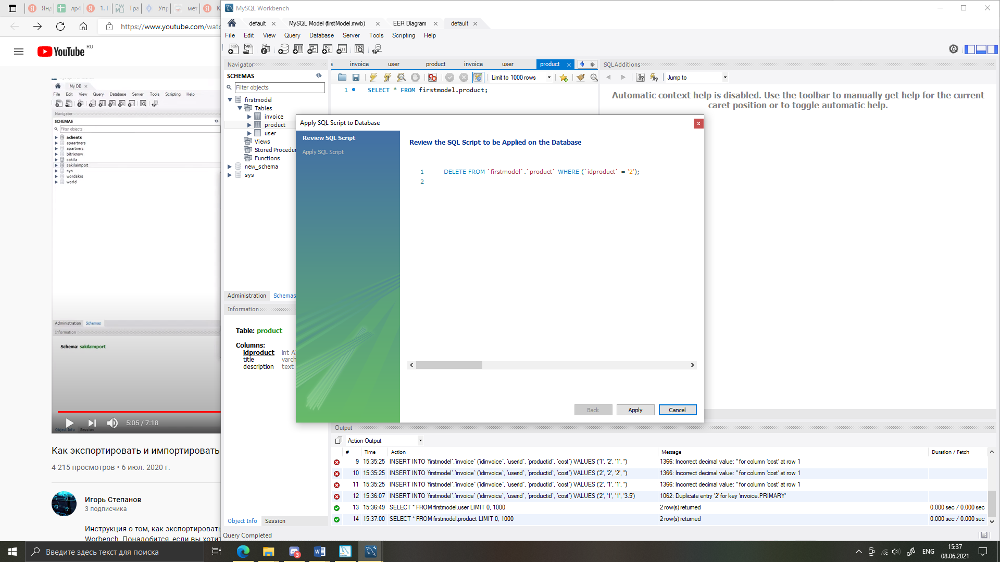 Янд
лр4
1. Г
Тра
Упр
мет
https://www.youtube.com/watc
YouTube RU
My DB
File Edit View Query Database Server Tools Scripting Help
Navigator
SCHEMAS
Filter objects
aclients
apaartners
apartners
bitrixnow
sakila
sakilaimport
sys
wordskils
world
Administration Schemas
Information
Schema: sakilaimport
5:05 / 7:18
Object Info Session
Как экспортировать и импортировать
4 215 просмотров • 6 июл. 2020 г.
Игорь Степанов
3 подписчика
Инструкция о том, как экспортировать
Worbench. Понадобится, если вы хотит
MySQL Workbench
default MySQL Model (firstModel.mwb) EER Diagram default
File Edit View Query Database Server Tools Scripting Help
Navigator
SCHEMAS
Filter objects
firstmodel
Tables
invoice
product
user
Views
Stored Procedu
Functions
new_schema
sys
Administration Schemas
Information
Table: product
Columns:
idproduct int A
title varch
description text
Object Info Session
Query Completed
a invoice user product invoice user product
Limit to 1000 rows
1 SELECT * FROM firstmodel.product;
SQLAdditions
Jump to
Automatic context help is disabled. Use the toolbar to manually get help for the current
caret position or to toggle automatic help.
Apply SQL Script to Database
x
Review SQL Script
Apply SQL Script
Review the SQL Script to be Applied on the Database
1 DELETE FROM `firstmodel`.`product` WHERE (`idproduct` = '2');
2
Back Apply Cancel
Output
Action Output
# Time Action Message Duration / Fetch
9 15:35:25 INSERT INTO `firstmodel`.`invoice` (`idinvoice`, `userid`, `productid`, `cost`) VALUES ('1', '2', '1', '') 1366: Incorrect decimal value: '' for column 'cost' at row 1
10 15:35:25 INSERT INTO `firstmodel`.`invoice` (`idinvoice`, `userid`, `productid`, `cost`) VALUES ('2', '2', '2', '') 1366: Incorrect decimal value: '' for column 'cost' at row 1
11 15:35:25 INSERT INTO `firstmodel`.`invoice` (`idinvoice`, `userid`, `productid`, `cost`) VALUES ('2', '1', '1', '') 1366: Incorrect decimal value: '' for column 'cost' at row 1
12 15:36:07 INSERT INTO `firstmodel`.`invoice` (`idinvoice`, `userid`, `productid`, `cost`) VALUES ('2', '1', '1', '3.5') 1062: Duplicate entry '2' for key 'invoice.PRIMARY'
13 15:36:49 SELECT * FROM firstmodel.user LIMIT 0, 1000 2 row(s) returned 0.000 sec / 0.000 sec
14 15:37:00 SELECT * FROM firstmodel.product LIMIT 0, 1000 2 row(s) returned 0.000 sec / 0.000 sec
Введите здесь текст для поиска
3
ENG
15:37
08.06.2021